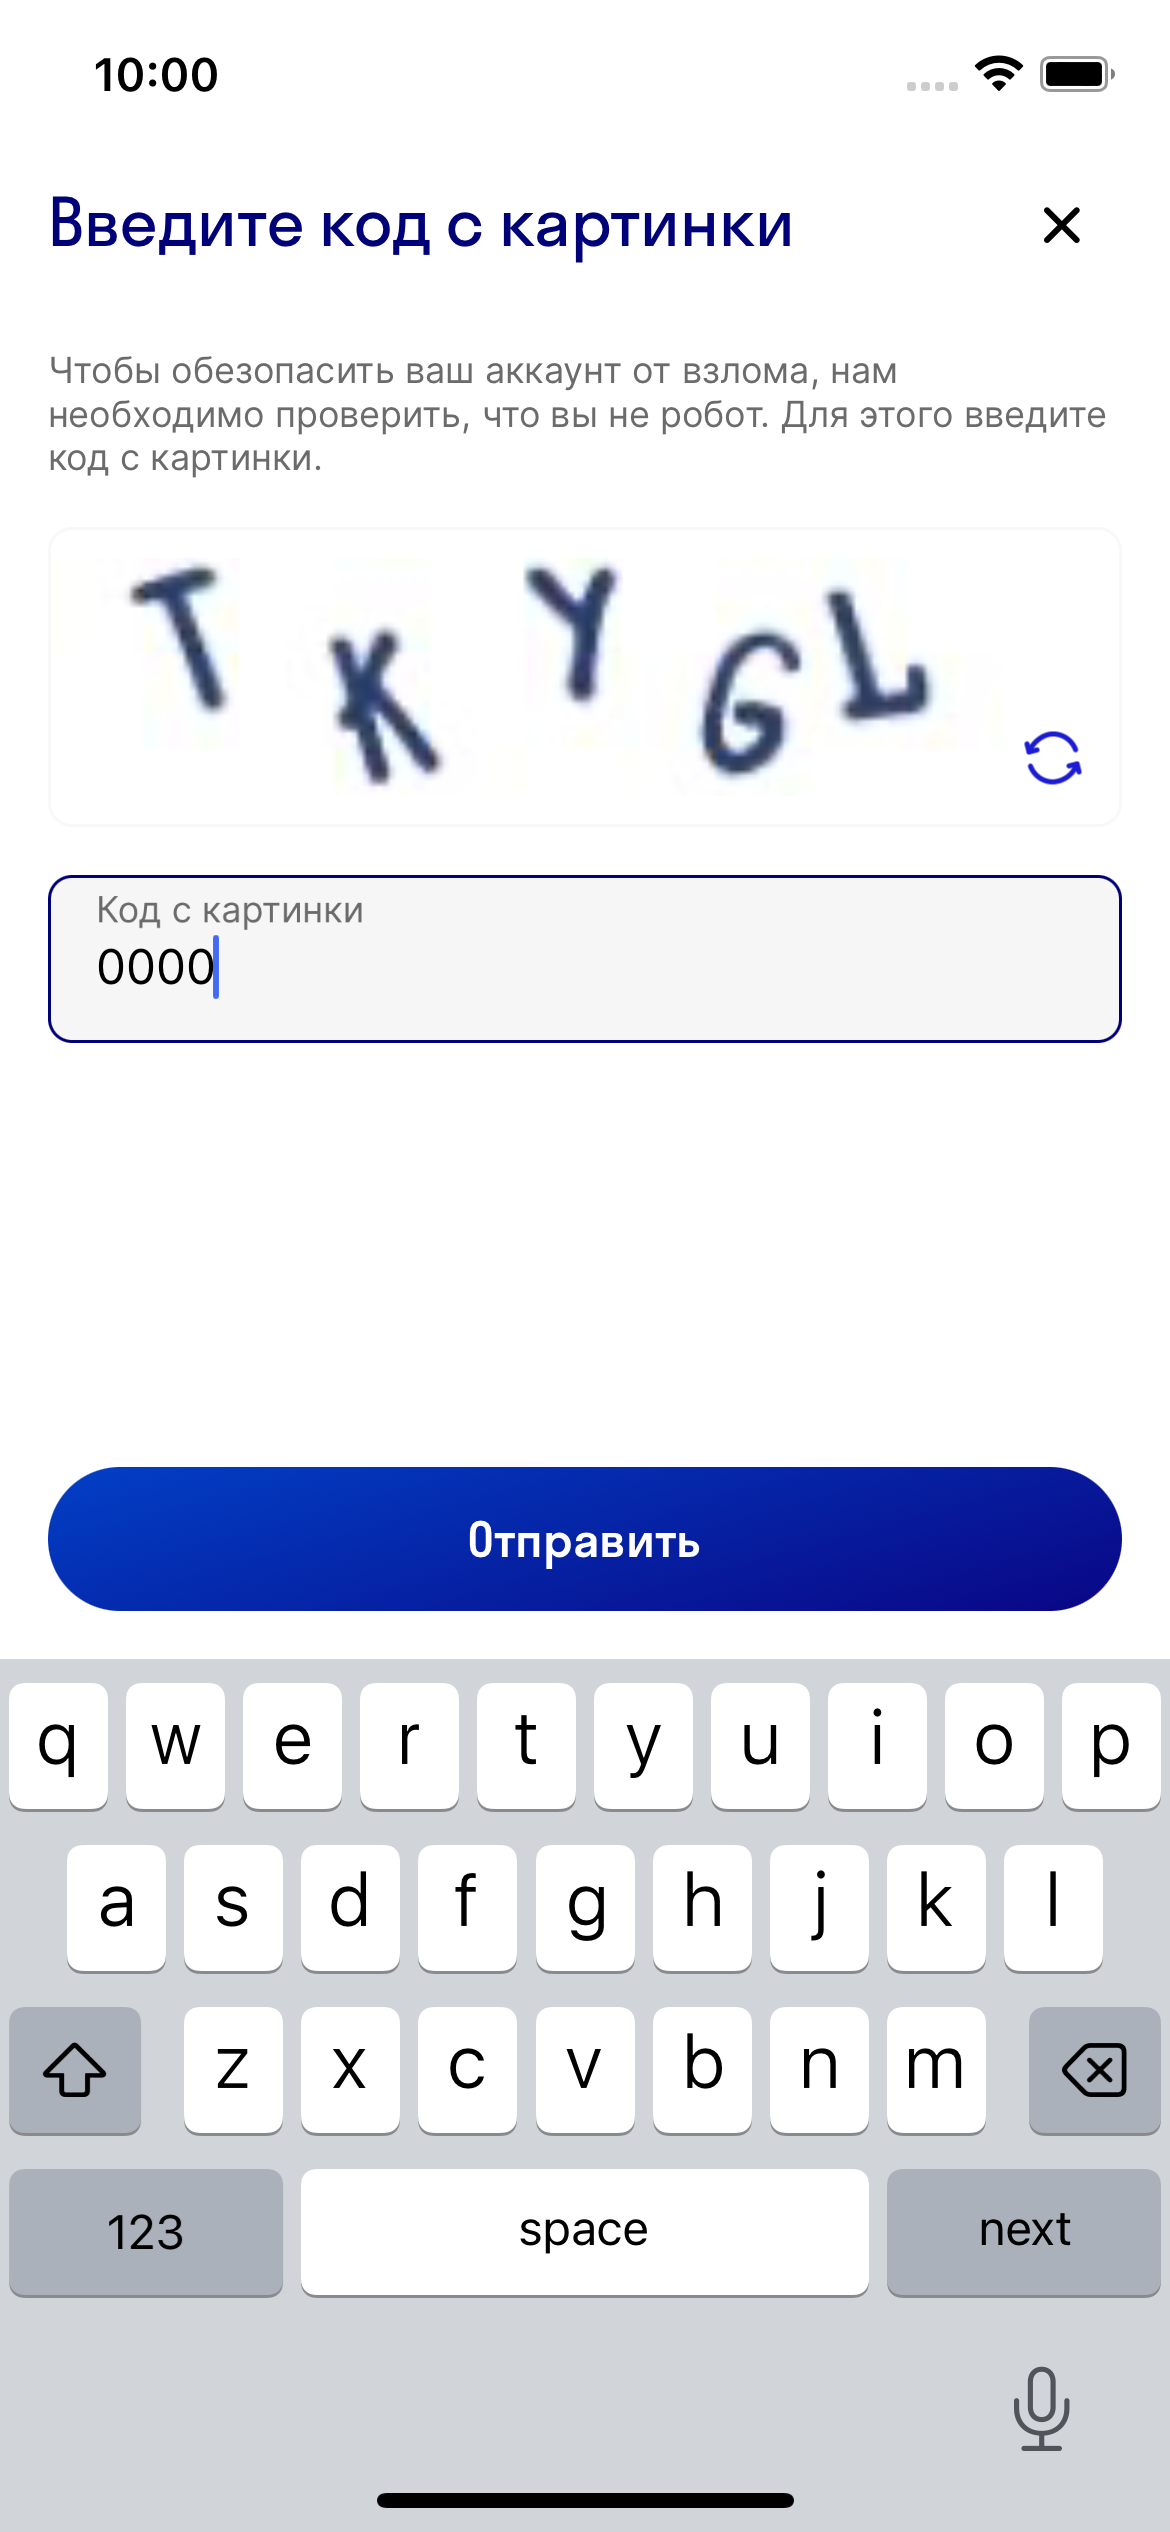 10:00
Введите код с картинки
Чтобы обезопасить ваш аккаунт от взлома, нам
необходимо проверить, что вы не робот. Для этого введите
код с картинки.
T K Y G L
Код с картинки
0000
Отправить
q w e r t y u i o p
a s d f g h j k l
z x c v b n m
123 space next